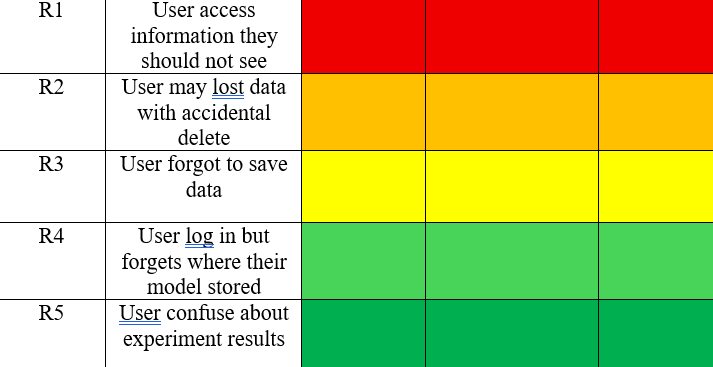 R1
User access
information they
should not see
R2
User may lost data
with accidental
delete
R3
User forgot to save
data
R4
User log in but
forgets where their
model stored
R5
User confuse about
experiment results